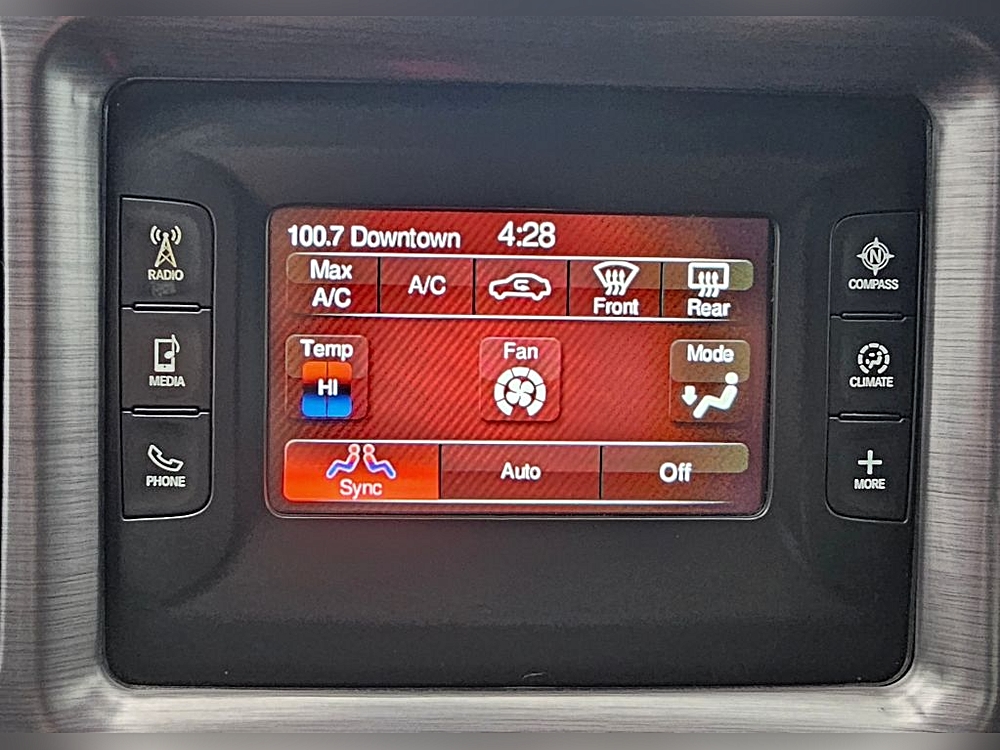 100.7 Downtown 4:28
Max
A/C
A/C
Front
Rear
Temp
HI
Fan
Mode
Sync
Auto
Off
RADIO
MEDIA
PHONE
N
COMPASS
CLIMATE
MORE